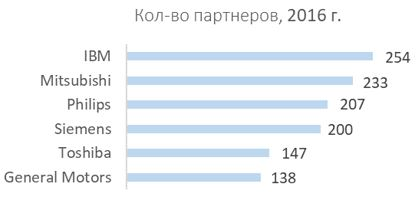 Кол-во партнеров, 2016 г.
IBM 254
Mitsubishi 233
Philips 207
Siemens 200
Toshiba 147
General Motors 138